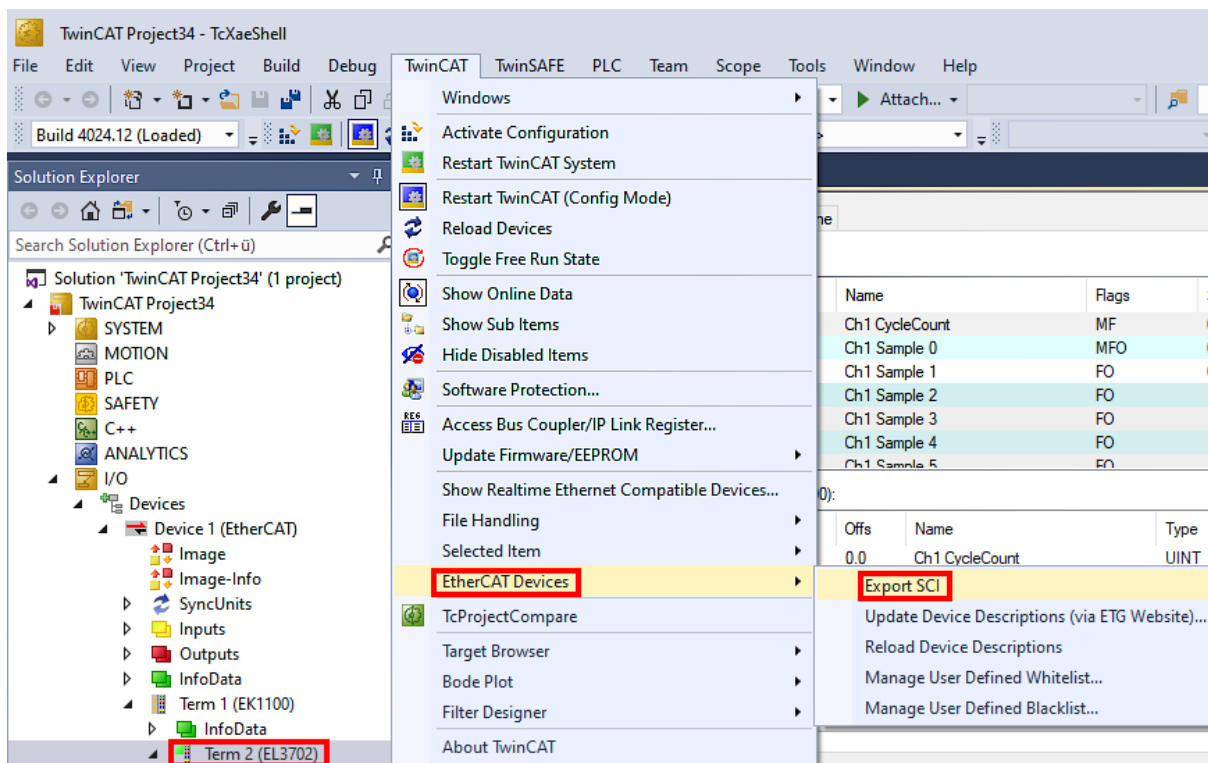 TwinCAT Project34 - TcXaeShell
File Edit View Project Build Debug TwinCAT TwinSAFE PLC Team Scope Tools Window Help
Attach...
Build 4024.12 (Loaded)
Solution Explorer
Search Solution Explorer (Ctrl+ü)
Solution 'TwinCAT Project34' (1 project)
TwinCAT Project34
SYSTEM
MOTION
PLC
SAFETY
C++
ANALYTICS
I/O
Devices
Device 1 (EtherCAT)
Image
Image-Info
SyncUnits
Inputs
Outputs
InfoData
Term 1 (EK1100)
InfoData
Term 2 (EL3702)
Windows
Activate Configuration
Restart TwinCAT System
Restart TwinCAT (Config Mode)
Reload Devices
Toggle Free Run State
Show Online Data
Show Sub Items
Hide Disabled Items
Software Protection...
REG
Access Bus Coupler/IP Link Register...
Update Firmware/EEPROM
Show Realtime Ethernet Compatible Devices...
File Handling
Selected Item
EtherCAT Devices
TcProjectCompare
Target Browser
Bode Plot
Filter Designer
About TwinCAT
Export SCI
Update Device Descriptions (via ETG Website)...
Reload Device Descriptions
Manage User Defined Whitelist...
Manage User Defined Blacklist...
Name Flags
Ch1 CycleCount MF
Ch1 Sample 0 MFO
Ch1 Sample 1 FO
Ch1 Sample 2 FO
Ch1 Sample 3 FO
Ch1 Sample 4 FO
Ch1 Sample 5 FO
0):
Offs Name Type
0.0 Ch1 CycleCount UINT